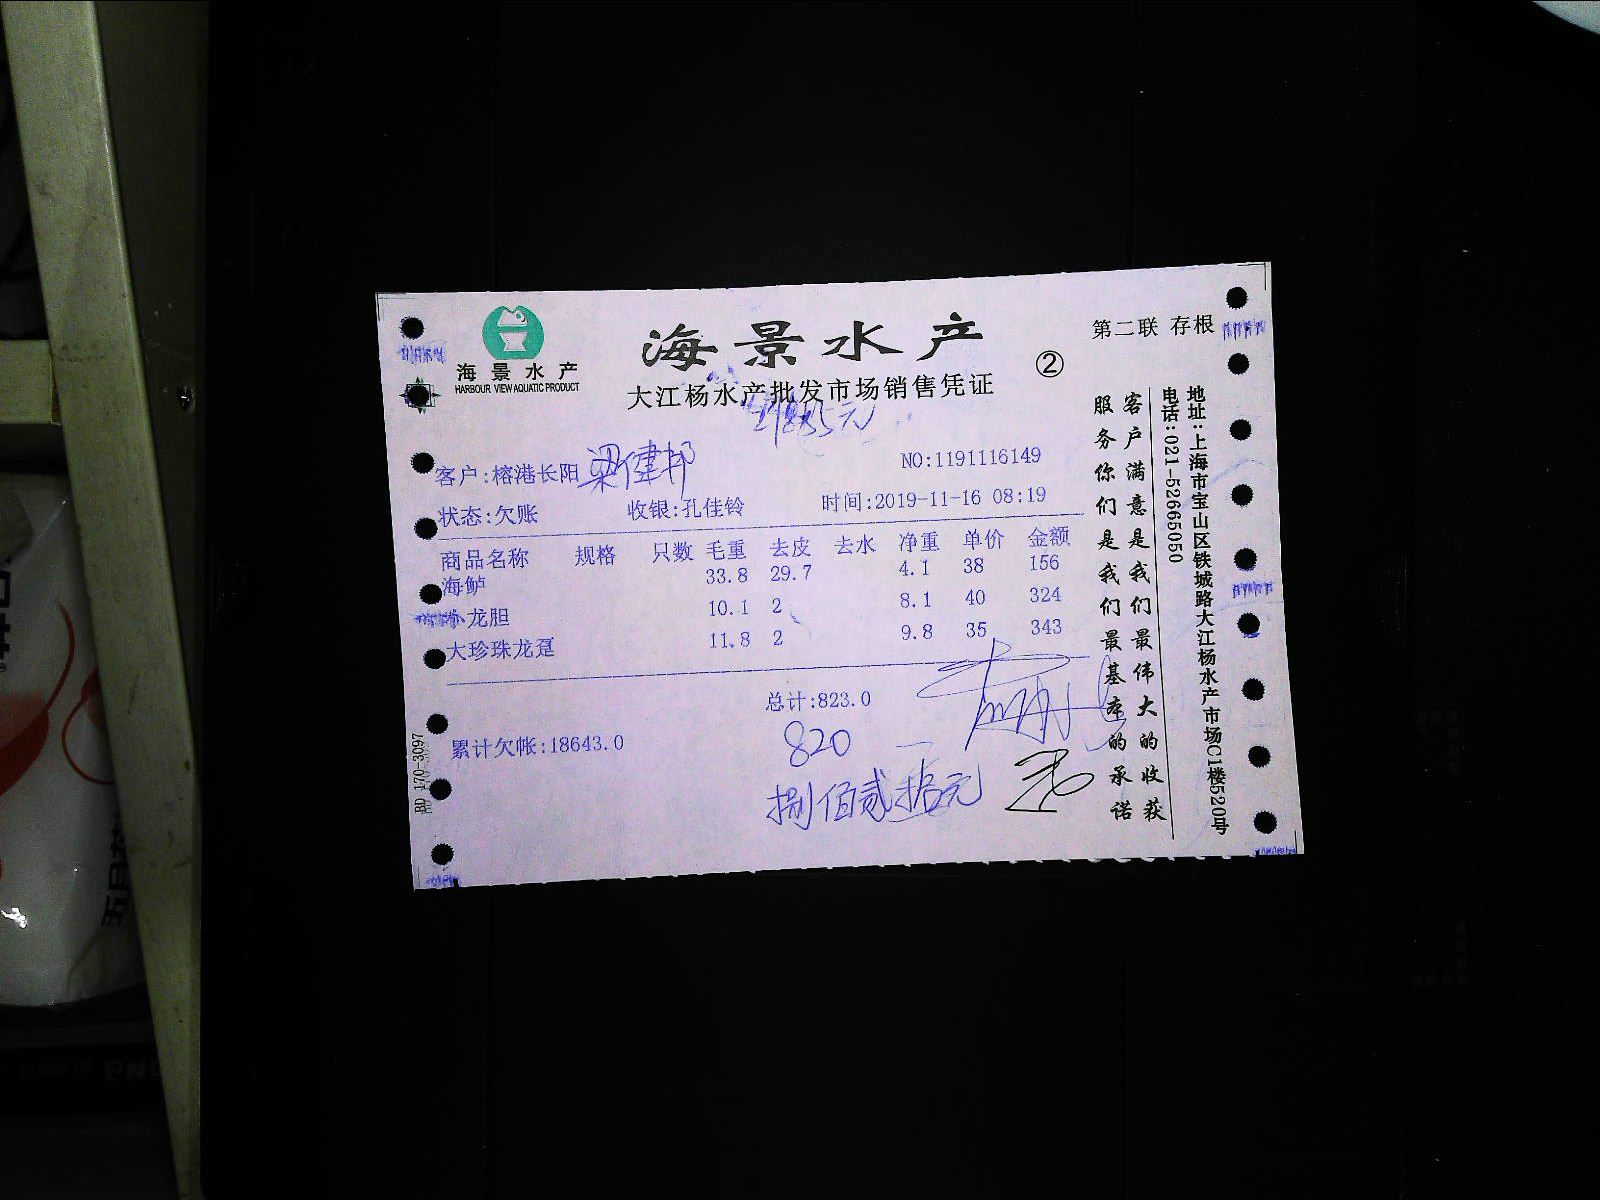 海景水产
HARBOUR VIEW AQUATIC PRODUCT
海景水产
大江杨水产批发市场销售凭证
②
第二联 存根
客户:榕港长阳 梁健邦
NO:1191116149
状态:欠账 收银:孔佳铃 时间:2019-11-16 08:19
商品名称 规格 只数 毛重 去皮 去水 净重 单价 金额
海鲈 33.8 29.7 4.1 38 156
小龙胆 10.1 2 8.1 40 324
大珍珠龙趸 11.8 2 9.8 35 343
总计:823.0
累计欠帐:18643.0
820
捌佰贰拾元
客户满意是我们最伟大的收获
服务你们是我们最基本的承诺
地址:上海市宝山区铁城路大江杨水产市场C1楼520号
电话:021-52665050
BD 170-3097